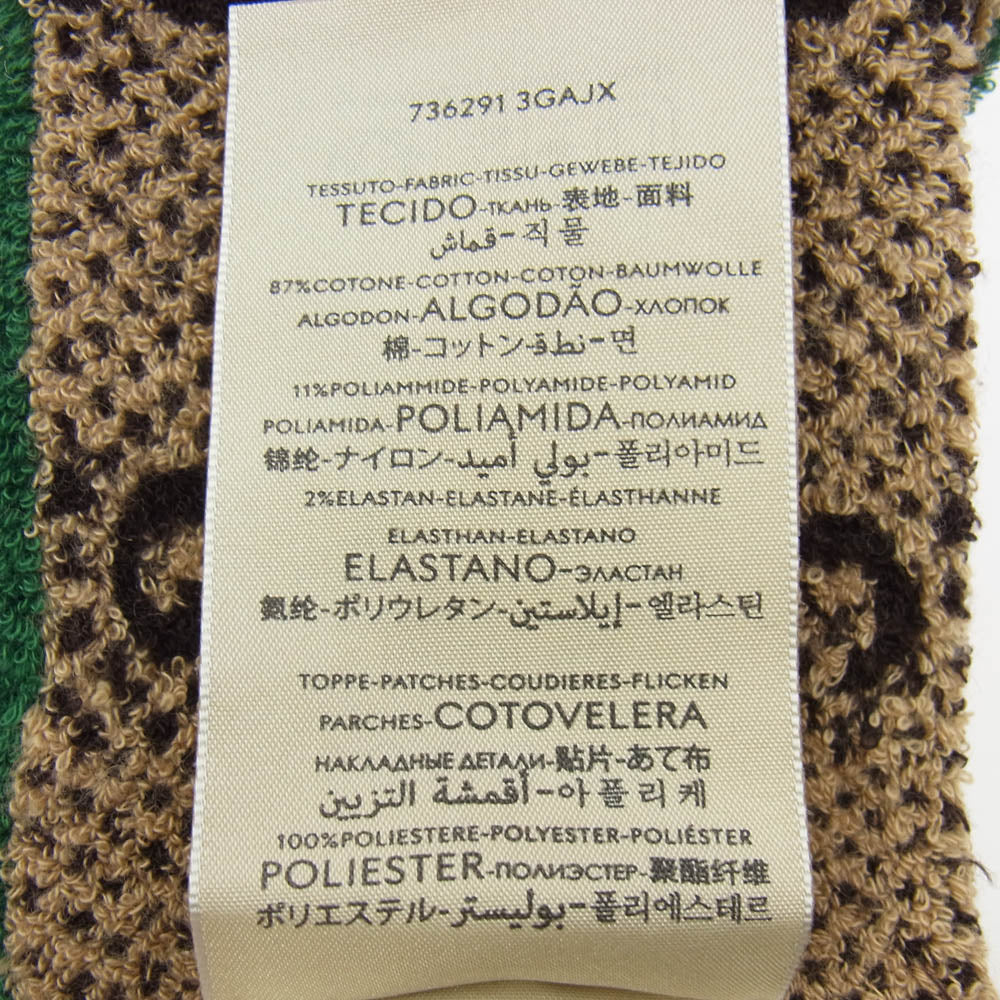 736291 3GAJX
TESSUTO-FABRIC-TISSU-GEWEBE-TEJIDO
TECIDO-ТКАНЬ-表地-面料
قماش-직물
87%COTONE-COTTON-COTON-BAUMWOLLE
ALGODON-ALGODÃO-ХЛОПОК
棉-コットン-نطق-면
11%POLIAMMIDE-POLYAMIDE-POLYAMID
POLIAMIDA-POLIAMIDA-ПОЛИАМИД
锦纶-ナイロン-بولي أميد-폴리아미드
2%ELASTAN-ELASTANE-ÉLASTHANNE
ELASTHAN-ELASTANO
ELASTANO-ЭЛАСТАН
氨纶-ポリウレタン-إيلاستين-엘라스틴
TOPPE-PATCHES-COUDIERES-FLICKEN
PARCHES-COTOVELERA
НАКЛАДНЫЕ ДЕТАЛИ-貼片-あて布
أقمشة التزيين-아플리케
100%POLIESTERE-POLYESTER-POLIÉSTER
POLIESTER-ПОЛИЭСТЕР-聚酯纤维
ポリエステル-بوليستر-폴리에스테르